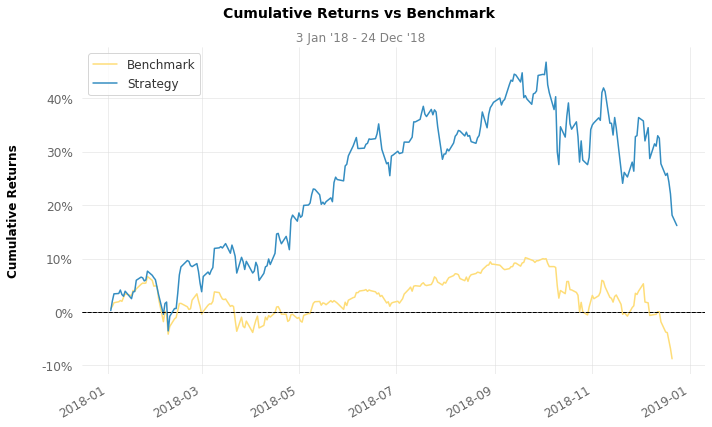 Cumulative Returns vs Benchmark
3 Jan '18 - 24 Dec '18
Benchmark
Strategy
Cumulative Returns
40%
30%
20%
10%
0%
-10%
2018-01
2018-03
2018-05
2018-07
2018-09
2018-11
2019-01